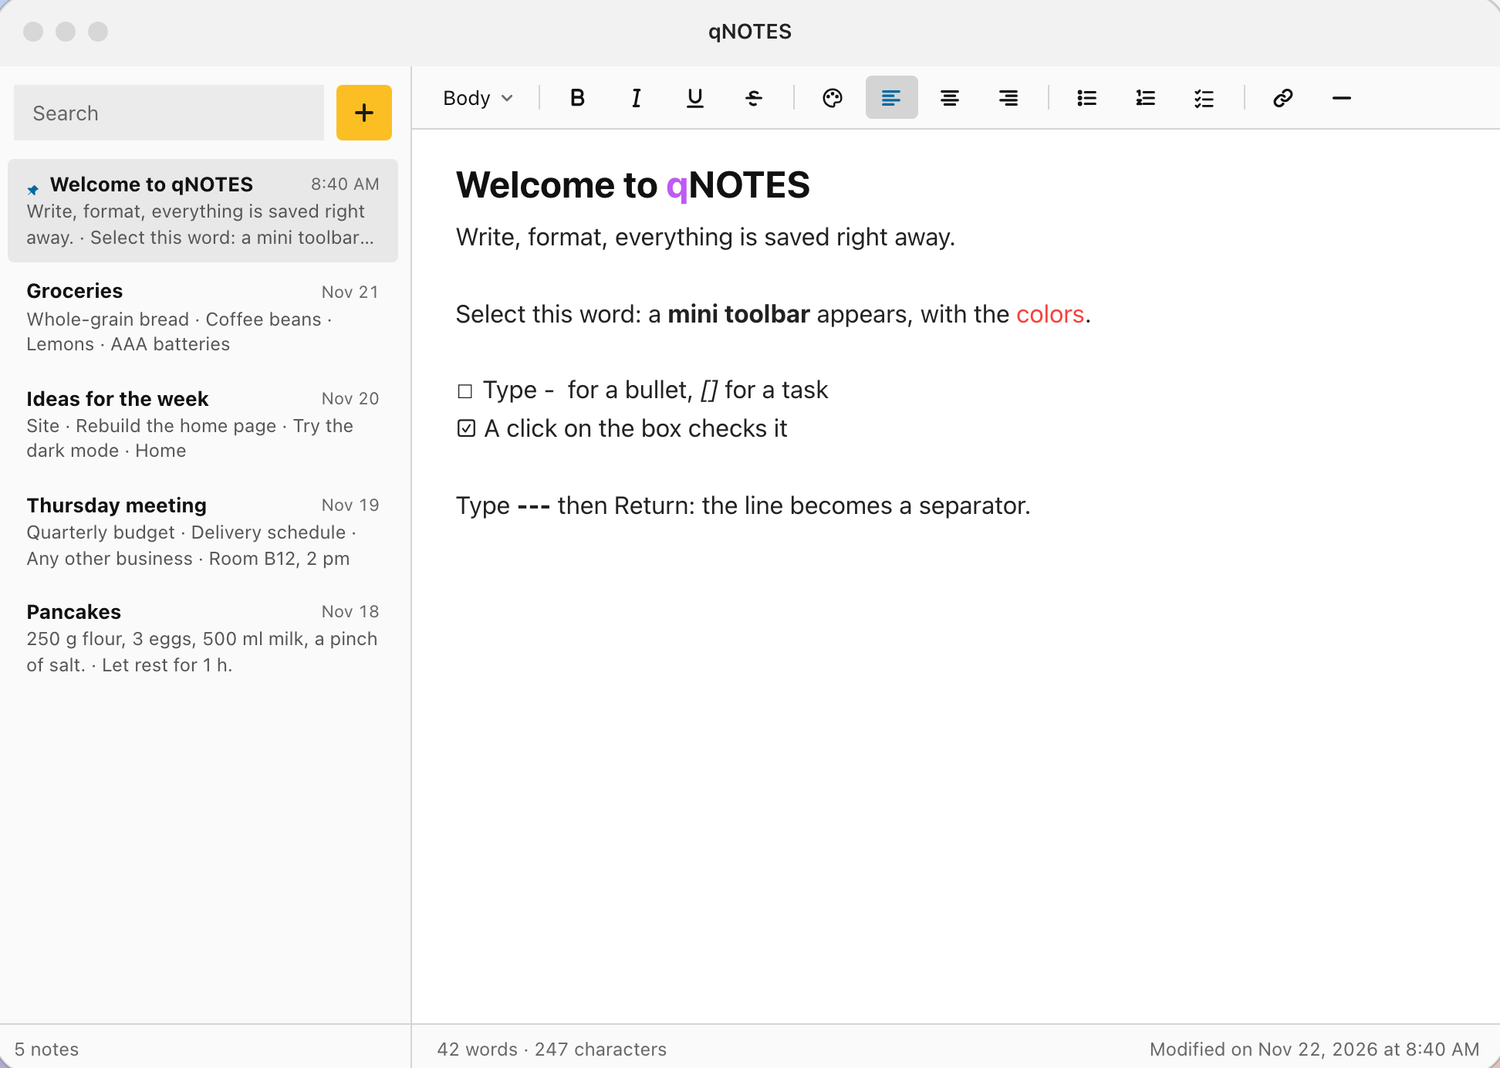 qNOTES
Search
Body
Welcome to qNOTES 8:40 AM
Write, format, everything is saved right
away. · Select this word: a mini toolbar...
Groceries Nov 21
Whole-grain bread · Coffee beans ·
Lemons · AAA batteries
Ideas for the week Nov 20
Site · Rebuild the home page · Try the
dark mode · Home
Thursday meeting Nov 19
Quarterly budget · Delivery schedule ·
Any other business · Room B12, 2 pm
Pancakes Nov 18
250 g flour, 3 eggs, 500 ml milk, a pinch
of salt. · Let rest for 1 h.
5 notes
Welcome to qNOTES
Write, format, everything is saved right away.
Select this word: a mini toolbar appears, with the colors.
☐ Type -  for a bullet, [] for a task
☑ A click on the box checks it
Type --- then Return: the line becomes a separator.
42 words · 247 characters
Modified on Nov 22, 2026 at 8:40 AM